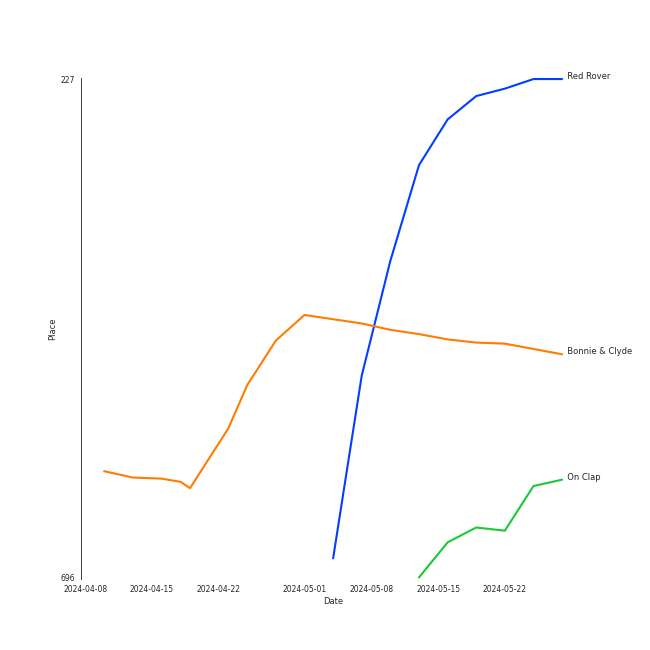 227
Red Rover
Place
Bonnie & Clyde
On Clap
696
2024-04-08 2024-04-15 2024-04-22 2024-05-01 2024-05-08 2024-05-15 2024-05-22
Date